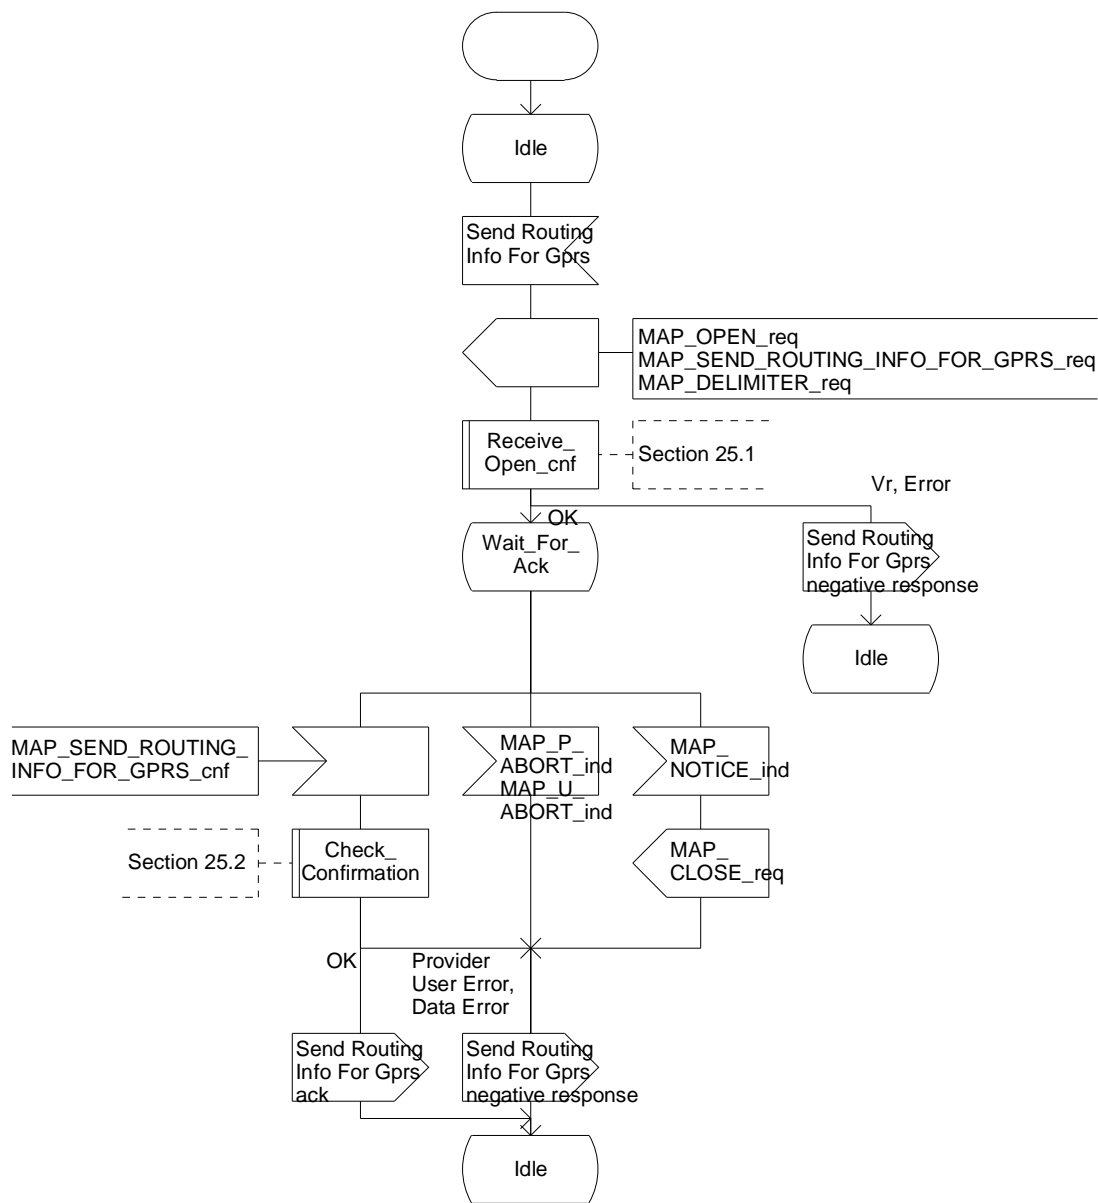 Idle
Send Routing
Info For Gprs
MAP_OPEN_req
MAP_SEND_ROUTING_INFO_FOR_GPRS_req
MAP_DELIMITER_req
Receive_
Open_cnf
Section 25.1
Vr, Error
OK
Wait_For_
Ack
Send Routing
Info For Gprs
negative response
Idle
MAP_SEND_ROUTING_
INFO_FOR_GPRS_cnf
MAP_P_
ABORT_ind
MAP_U_
ABORT_ind
MAP_
NOTICE_ind
Section 25.2
Check_
Confirmation
MAP_
CLOSE_req
OK
Provider
User Error,
Data Error
Send Routing
Info For Gprs
ack
Send Routing
Info For Gprs
negative response
Idle